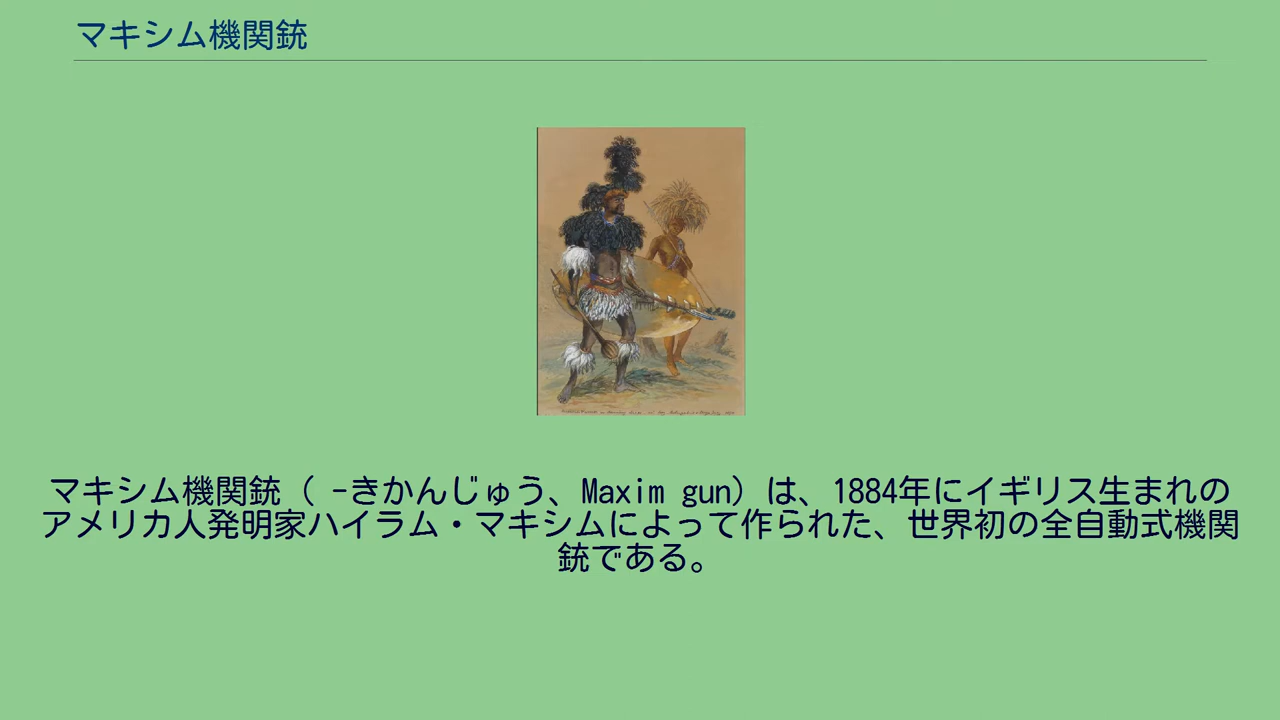 マキシム機関銃
マキシム機関銃（ -きかんじゅう、Maxim gun）は、1884年にイギリス生まれの
アメリカ人発明家ハイラム・マキシムによって作られた、世界初の全自動式機関
銃である。